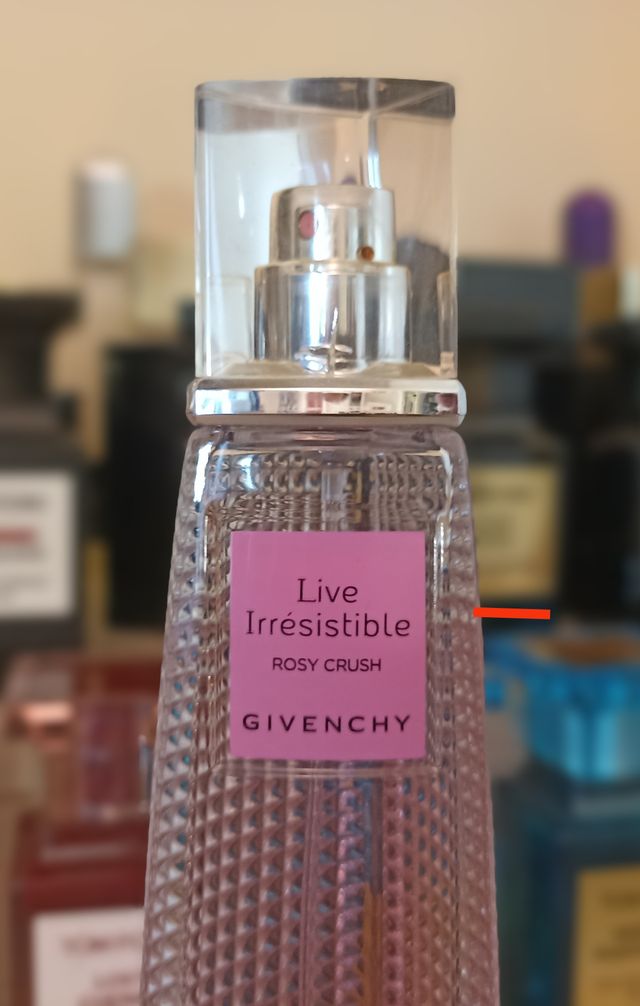 Live
Irrésistible
ROSY CRUSH
GIVENCHY